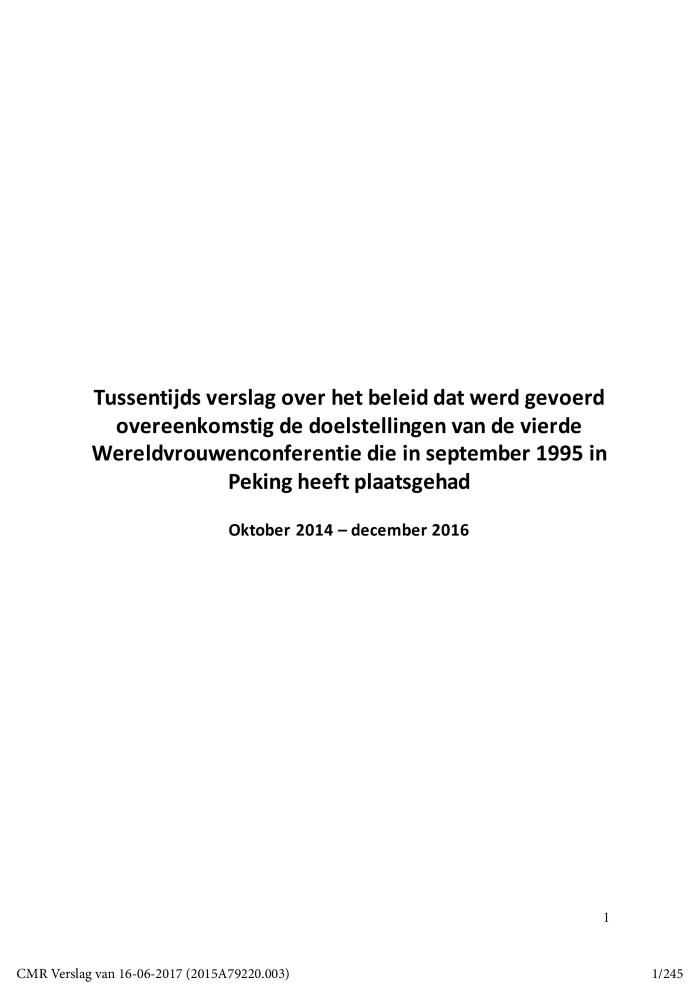 Tussentijds verslag over het beleid dat werd gevoerd
overeenkomstig de doelstellingen van de vierde
Wereldvrouwenconferentie die in september 1995 in
Peking heeft plaatsgehad
Oktober 2014 – december 2016
1
CMR Verslag van 16-06-2017 (2015A79220.003)
1/245